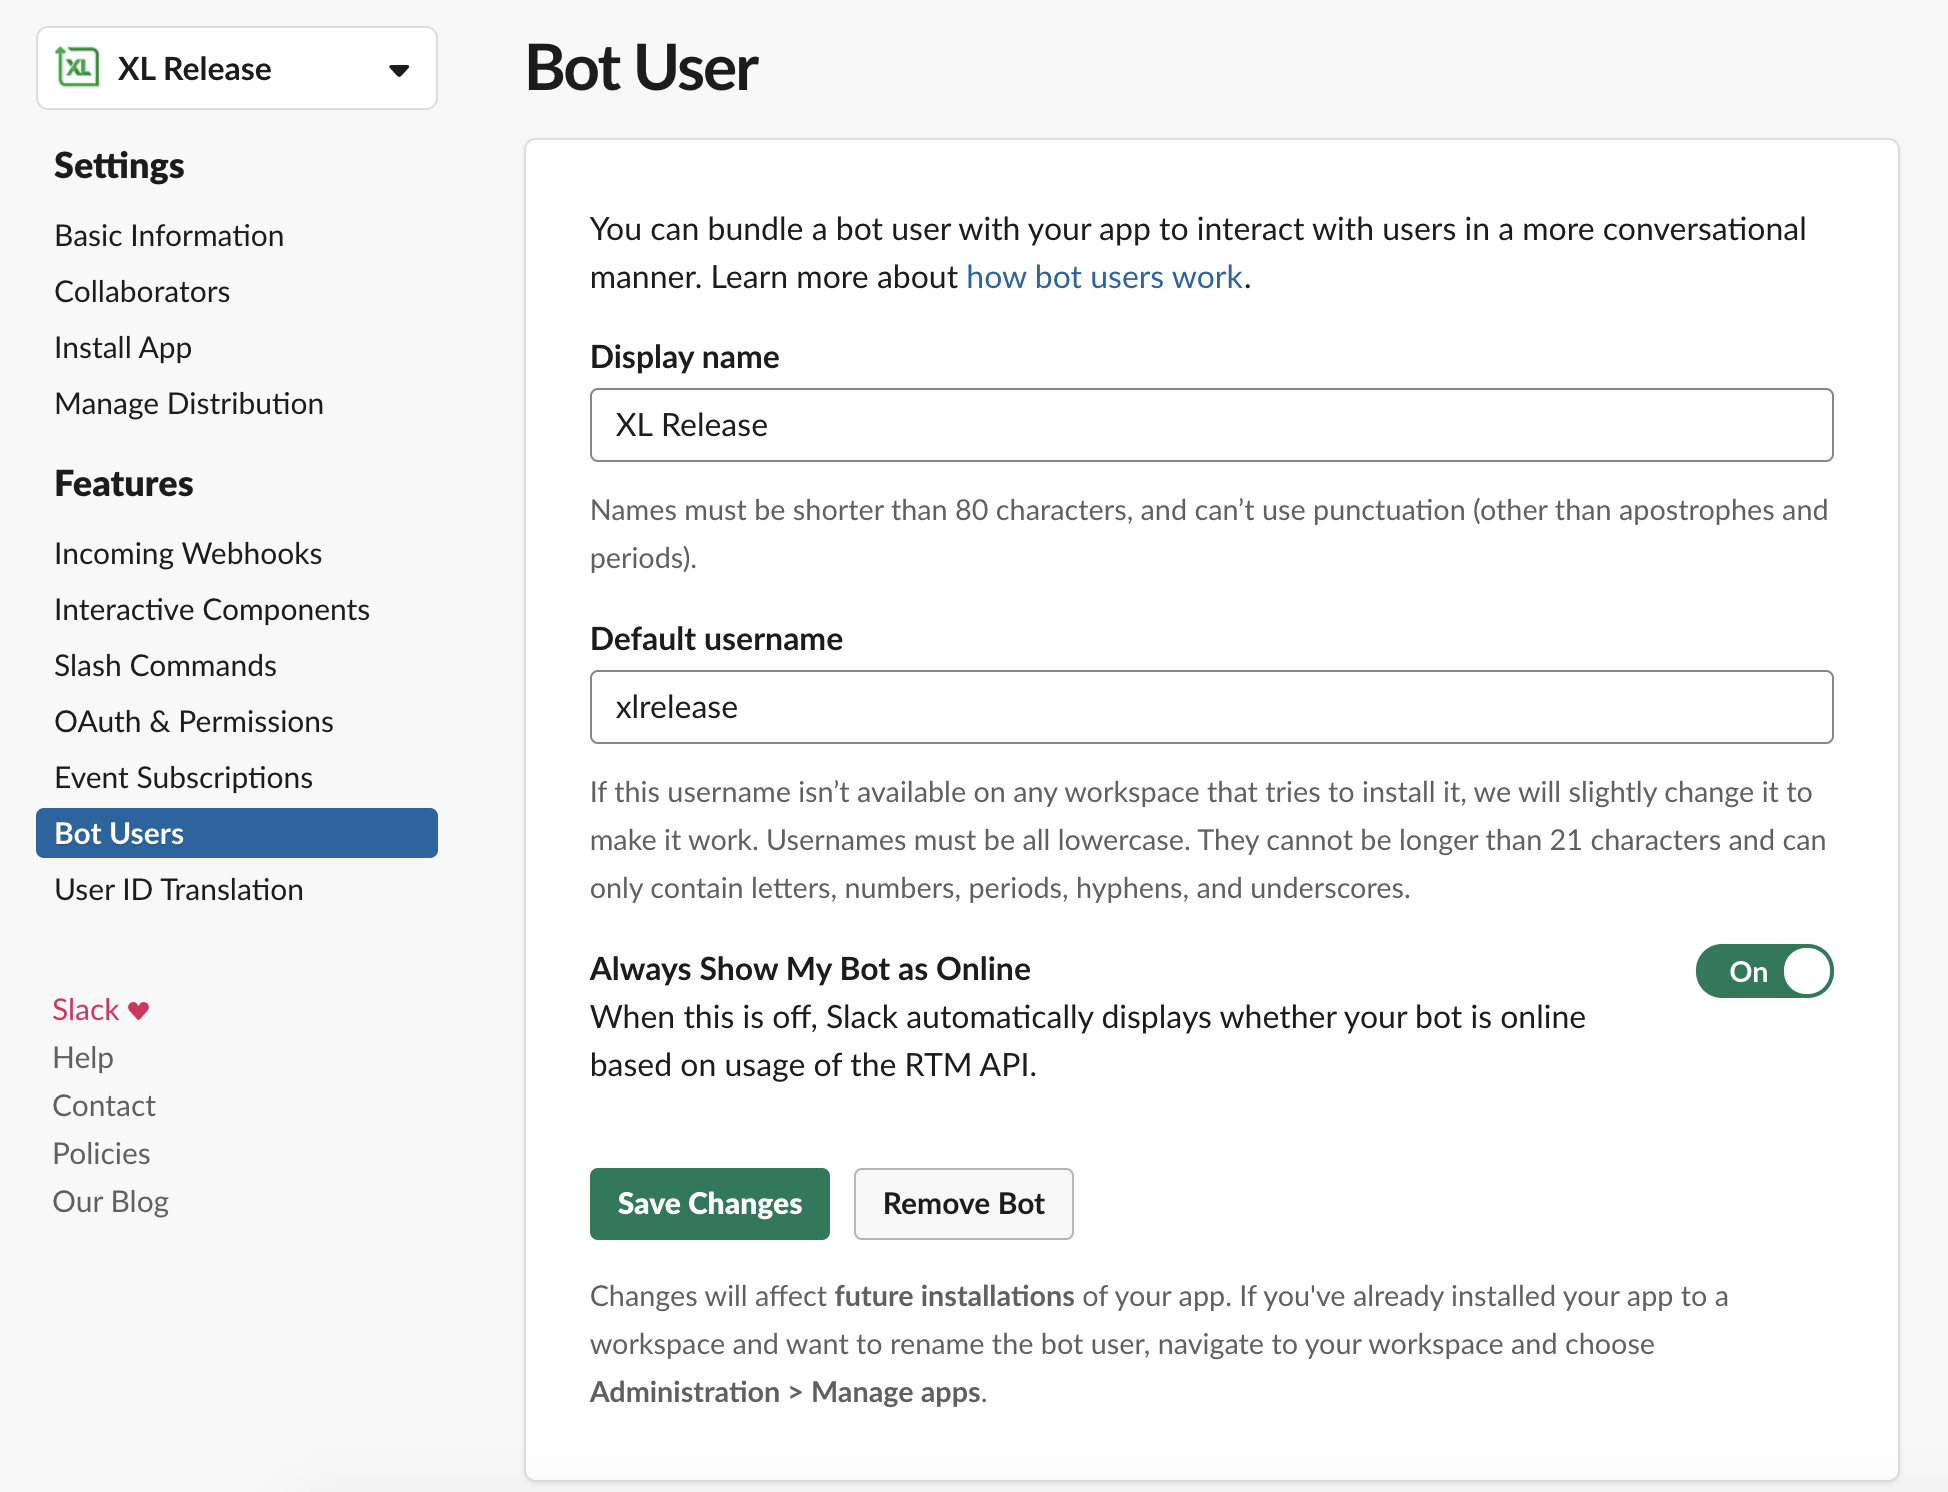 XL
XL Release
Settings
Basic Information
Collaborators
Install App
Manage Distribution
Features
Incoming Webhooks
Interactive Components
Slash Commands
OAuth & Permissions
Event Subscriptions
Bot Users
User ID Translation
Slack ♥
Help
Contact
Policies
Our Blog
Bot User
You can bundle a bot user with your app to interact with users in a more conversational
manner. Learn more about how bot users work.
Display name
XL Release
Names must be shorter than 80 characters, and can’t use punctuation (other than apostrophes and
periods).
Default username
xlrelease
If this username isn’t available on any workspace that tries to install it, we will slightly change it to
make it work. Usernames must be all lowercase. They cannot be longer than 21 characters and can
only contain letters, numbers, periods, hyphens, and underscores.
Always Show My Bot as Online
On
When this is off, Slack automatically displays whether your bot is online
based on usage of the RTM API.
Save Changes
Remove Bot
Changes will affect future installations of your app. If you've already installed your app to a
workspace and want to rename the bot user, navigate to your workspace and choose
Administration > Manage apps.